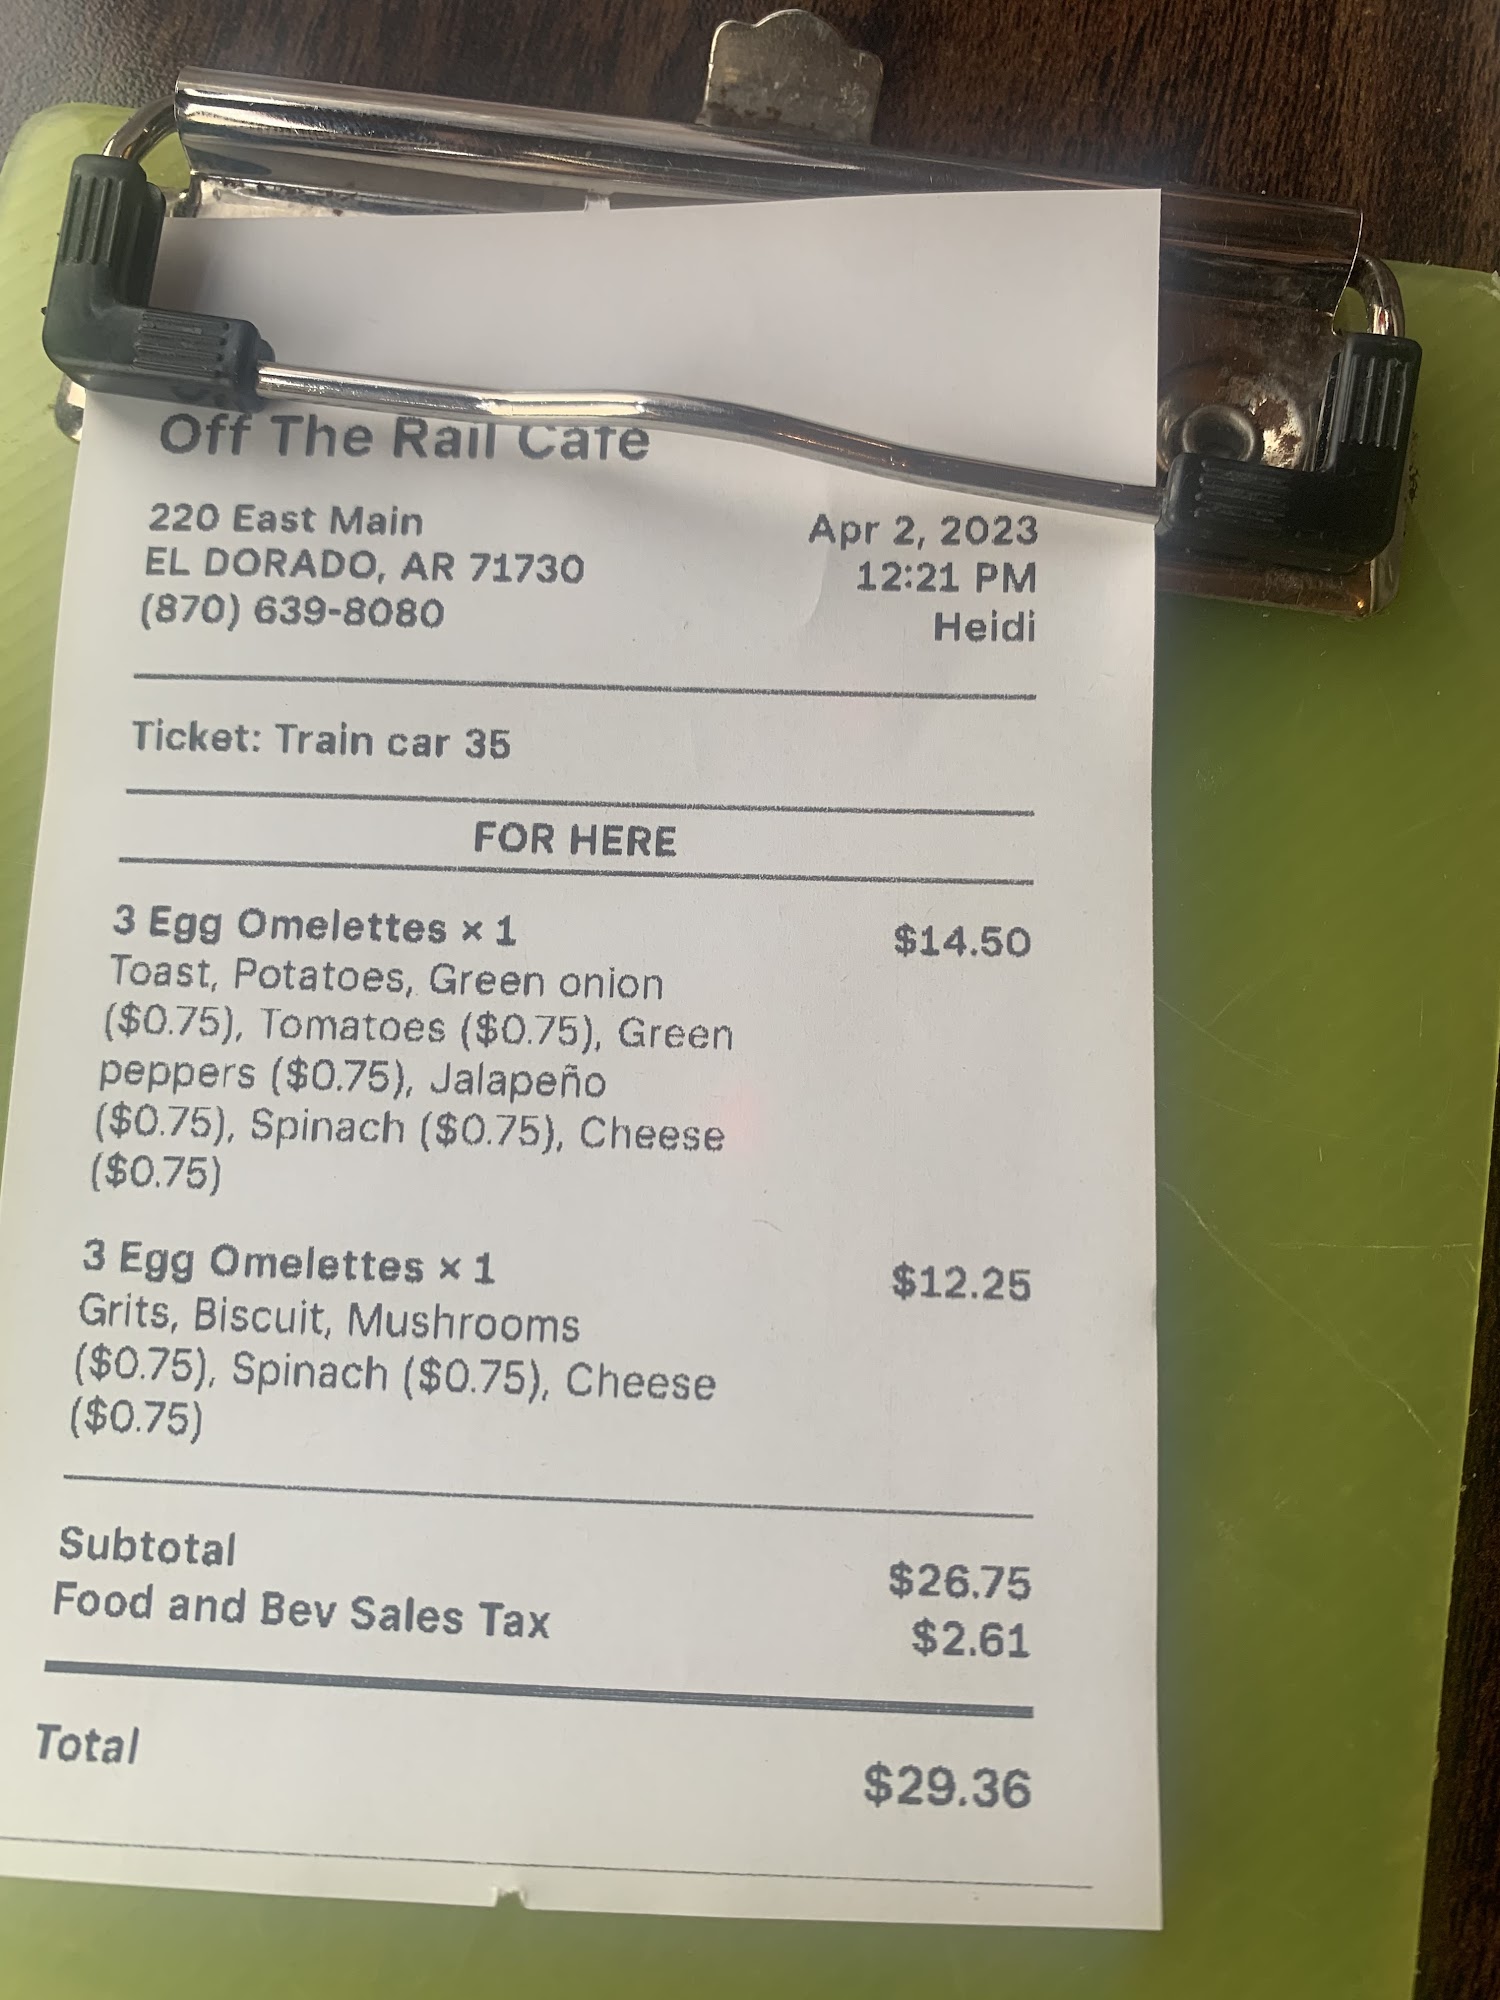 Off The Rail Cafe
220 East Main
EL DORADO, AR 71730
(870) 639-8080
Apr 2, 2023
12:21 PM
Heidi
Ticket: Train car 35
FOR HERE
3 Egg Omelettes × 1 $14.50
Toast, Potatoes, Green onion
($0.75), Tomatoes ($0.75), Green
peppers ($0.75), Jalapeño
($0.75), Spinach ($0.75), Cheese
($0.75)
3 Egg Omelettes × 1 $12.25
Grits, Biscuit, Mushrooms
($0.75), Spinach ($0.75), Cheese
($0.75)
Subtotal $26.75
Food and Bev Sales Tax $2.61
Total $29.36